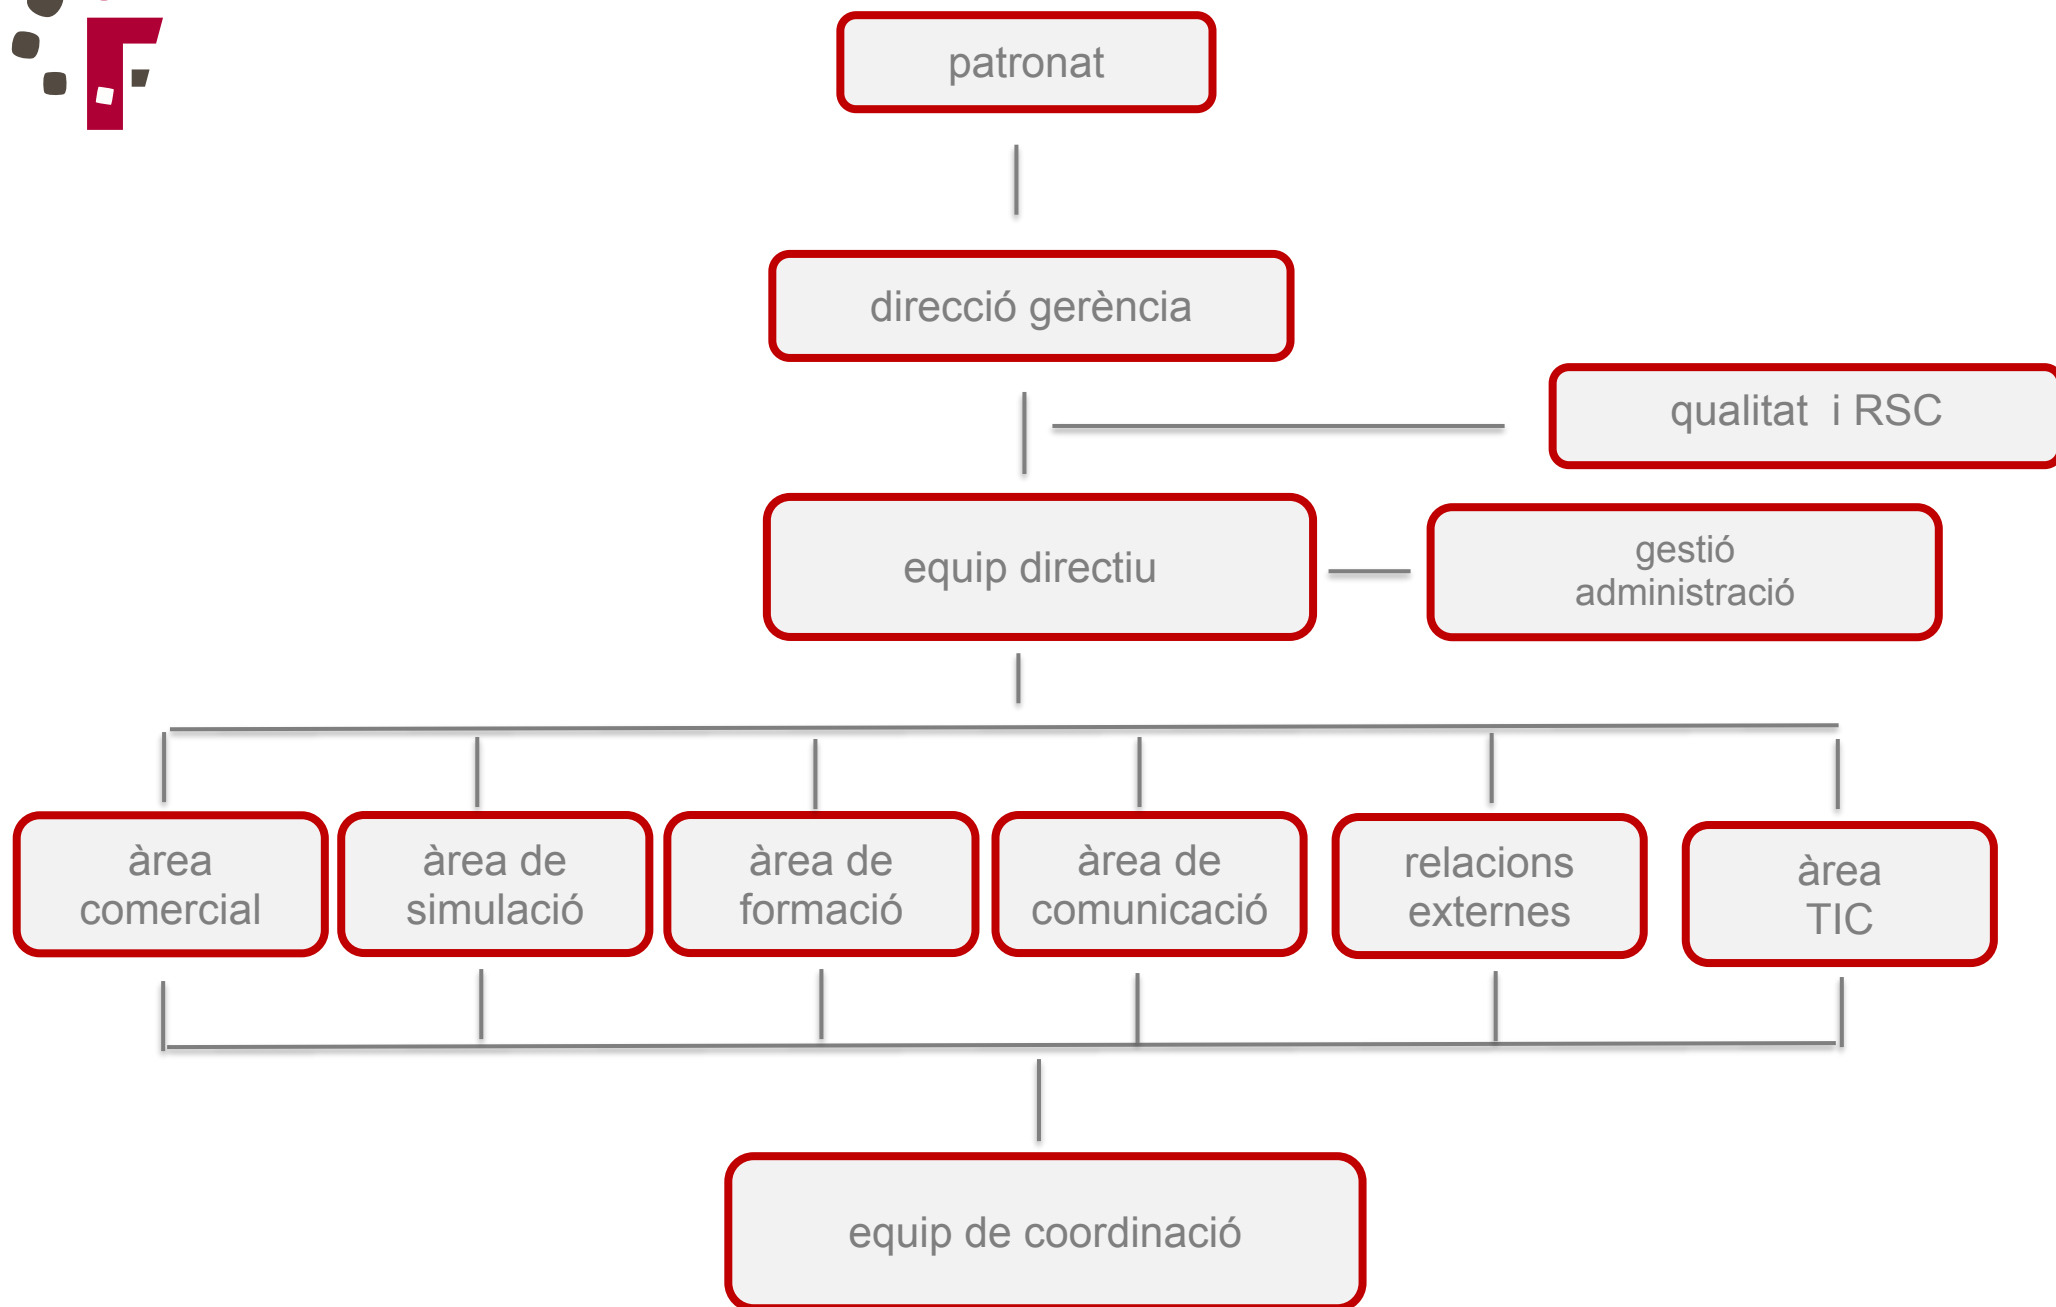 patronat
direcció gerència
qualitat  i RSC
equip directiu
gestió
administració
àrea
comercial
àrea de
simulació
àrea de
formació
àrea de
comunicació
relacions
externes
àrea
TIC
equip de coordinació